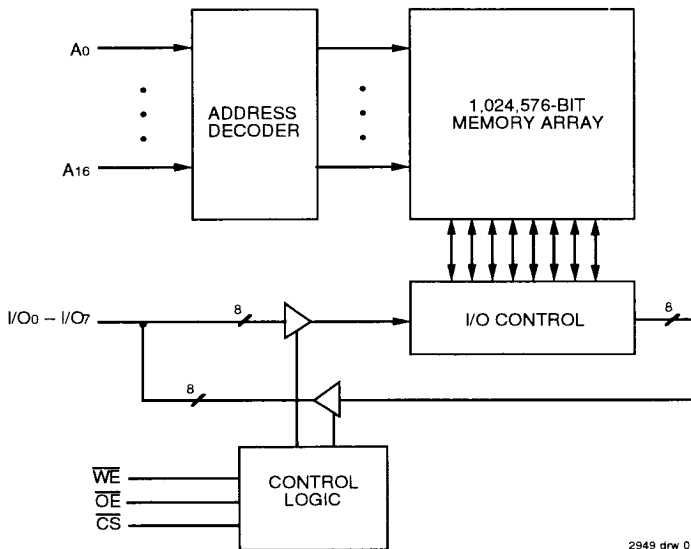 A0
ADDRESS
DECODER
1,024,576-BIT
MEMORY ARRAY
A16
I/O0 – I/O7
8
I/O CONTROL
8
8
WE
OE
CS
CONTROL
LOGIC
2949 drw 0